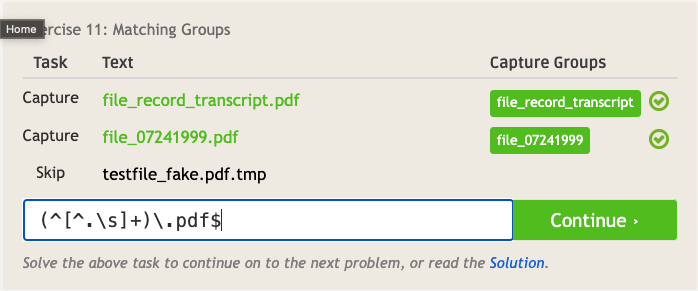 Home
ercise 11: Matching Groups
Task Text Capture Groups
Capture file_record_transcript.pdf file_record_transcript
Capture file_07241999.pdf file_07241999
Skip testfile_fake.pdf.tmp
(^[^.\s]+)\.pdf$ Continue ›
Solve the above task to continue on to the next problem, or read the Solution.